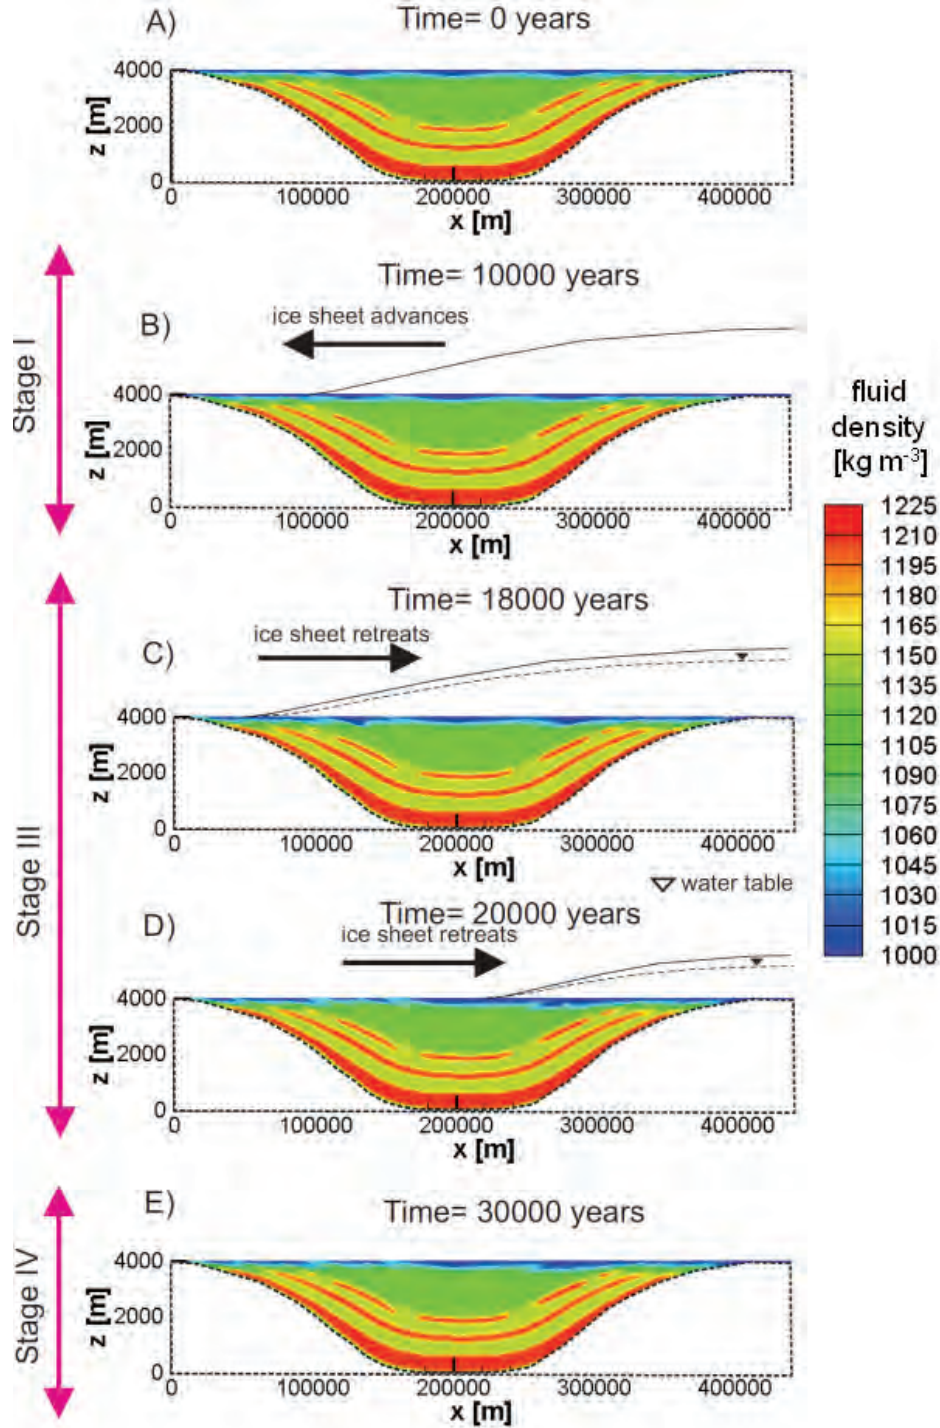 A)
Time= 0 years
4000
z [m]
2000
0
0 100000 200000 300000 400000
x [m]
Stage I
Time= 10000 years
B)
ice sheet advances
4000
z [m]
2000
0
0 100000 200000 300000 400000
x [m]
fluid
density
[kg m-3]
1225
1210
1195
1180
1165
1150
1135
1120
1105
1090
1075
1060
1045
1030
1015
1000
Stage III
Time= 18000 years
C)
ice sheet retreats
4000
z [m]
2000
0
0 100000 200000 300000 400000
x [m]
water table
Time= 20000 years
D)
ice sheet retreats
4000
z [m]
2000
0
0 100000 200000 300000 400000
x [m]
Stage IV
E)
Time= 30000 years
4000
z [m]
2000
0
0 100000 200000 300000 400000
x [m]